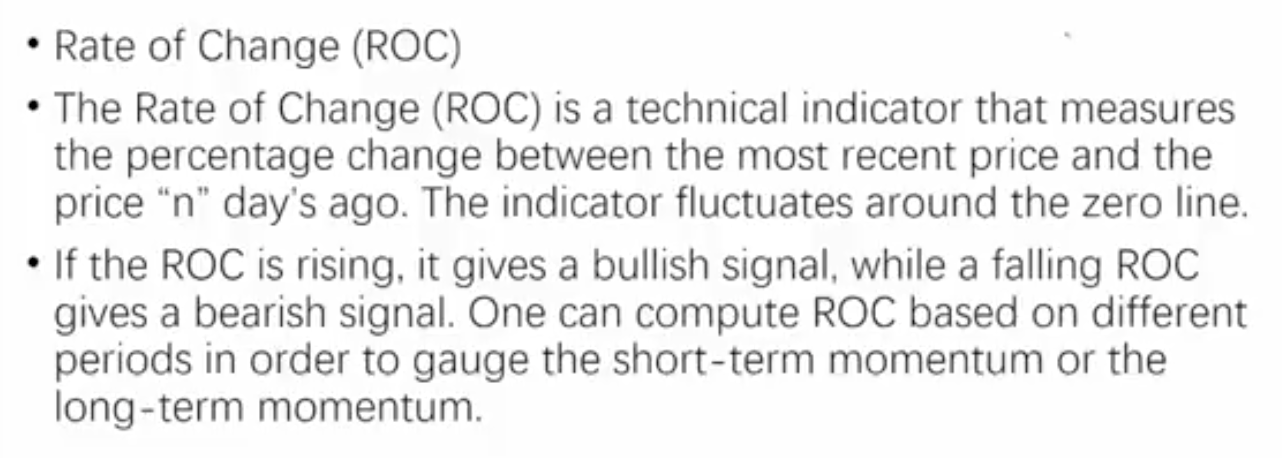 • Rate of Change (ROC)
• The Rate of Change (ROC) is a technical indicator that measures
the percentage change between the most recent price and the
price “n” day’s ago. The indicator fluctuates around the zero line.
• If the ROC is rising, it gives a bullish signal, while a falling ROC
gives a bearish signal. One can compute ROC based on different
periods in order to gauge the short-term momentum or the
long-term momentum.